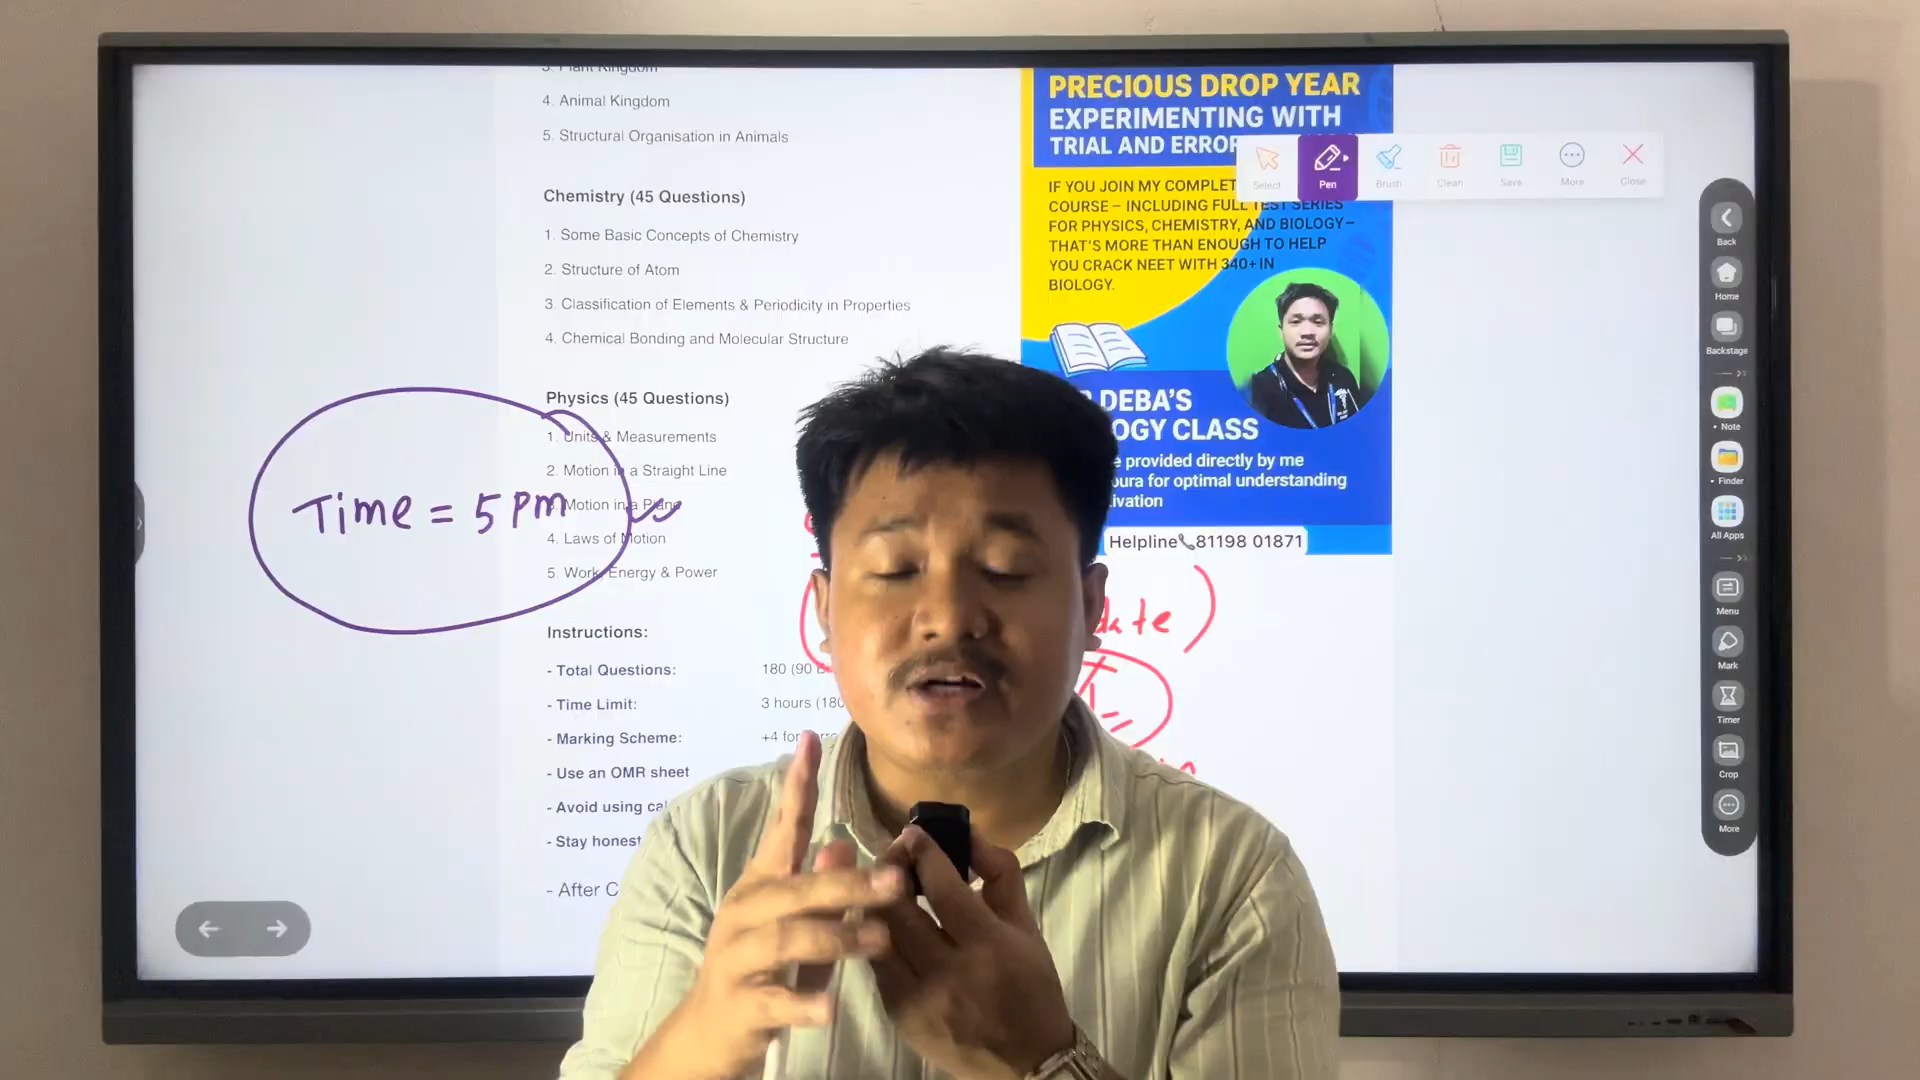 3. Plant Kingdom
4. Animal Kingdom
5. Structural Organisation in Animals
Chemistry (45 Questions)
1. Some Basic Concepts of Chemistry
2. Structure of Atom
3. Classification of Elements & Periodicity in Properties
4. Chemical Bonding and Molecular Structure
Physics (45 Questions)
1. Units & Measurements
2. Motion in a Straight Line
3. Motion in a Plane
4. Laws of Motion
5. Work, Energy & Power
Time = 5 pm
Instructions:
- Total Questions: 180 (90
- Time Limit: 3 hours (180
- Marking Scheme: +4 for
- Use an OMR sheet
- Avoid using
- Stay honest
- After
PRECIOUS DROP YEAR
EXPERIMENTING WITH
TRIAL AND ERROR
IF YOU JOIN MY COMPLET
COURSE – INCLUDING FULL TEST SERIES
FOR PHYSICS, CHEMISTRY, AND BIOLOGY–
THAT'S MORE THAN ENOUGH TO HELP
YOU CRACK NEET WITH 340+ IN
BIOLOGY.
DEBA'S
OGY CLASS
e provided directly by me
oura for optimal understanding
ivation
Helpline 81198 01871
date)
Select
Pen
Brush
Clean
Save
More
Close
Back
Home
Backstage
Note
Finder
All Apps
Menu
Mark
Timer
Crop
More